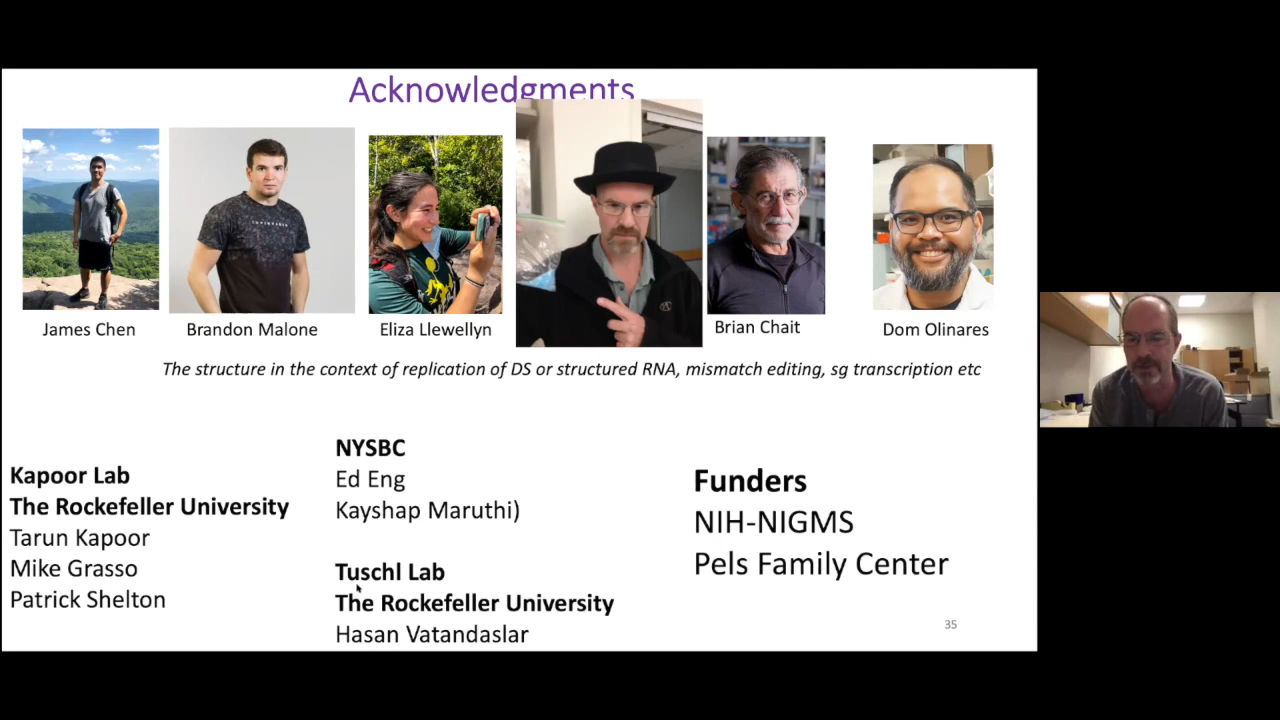 Acknowledgments
James Chen
Brandon Malone
Eliza Llewellyn
Brian Chait
Dom Olinares
The structure in the context of replication of DS or structured RNA, mismatch editing, sg transcription etc
Kapoor Lab
The Rockefeller University
Tarun Kapoor
Mike Grasso
Patrick Shelton
NYSBC
Ed Eng
Kayshap Maruthi)
Tuschl Lab
The Rockefeller University
Hasan Vatandaslar
Funders
NIH-NIGMS
Pels Family Center
35